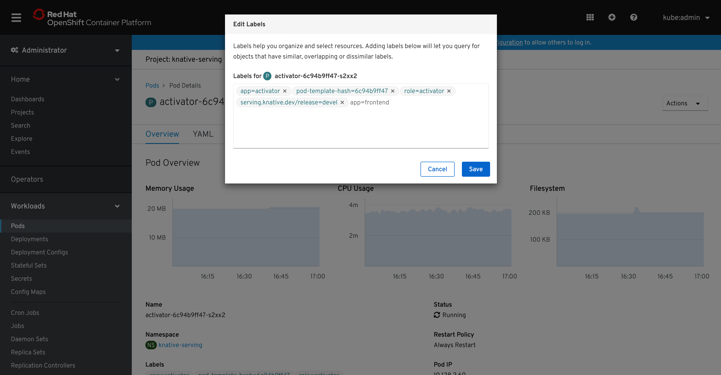 Red Hat
OpenShift Container Platform
kube:admin
Administrator
Home
Dashboards
Projects
Search
Explore
Events
Operators
Workloads
Pods
Deployments
Deployment Configs
Stateful Sets
Secrets
Config Maps
Cron Jobs
Jobs
Daemon Sets
Replica Sets
Replication Controllers
guration to allow others to log in.
Project: knative-serving
Pods > Pod Details
P activator-6c94
Actions
Overview YAML
Edit Labels
Labels help you organize and select resources. Adding labels below will let you query for
objects that have similar, overlapping or dissimilar labels.
Labels for P activator-6c94b9ff47-s2xx2
app=activator × pod-template-hash=6c94b9ff47 × role=activator ×
serving.knative.dev/release=devel × app=frontend
Cancel Save
Pod Overview
Memory Usage
20 MB
10 MB
16:15 16:30 16:45 17:00
CPU Usage
4m
2m
16:15 16:30 16:45 17:00
Filesystem
200 KB
100 KB
16:15 16:30 16:45 17:00
Name
activator-6c94b9ff47-s2xx2
Namespace
NS knative-serving
Labels
Status
Running
Restart Policy
Always Restart
Pod IP